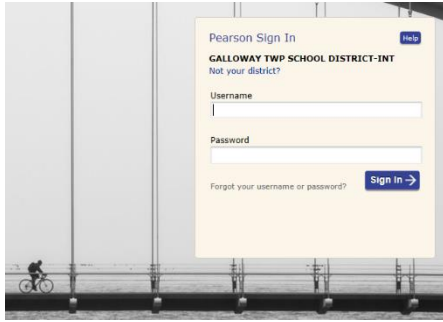 Pearson Sign In
Help
GALLOWAY TWP SCHOOL DISTRICT-INT
Not your district?
Username
Password
Forgot your username or password?
Sign In →